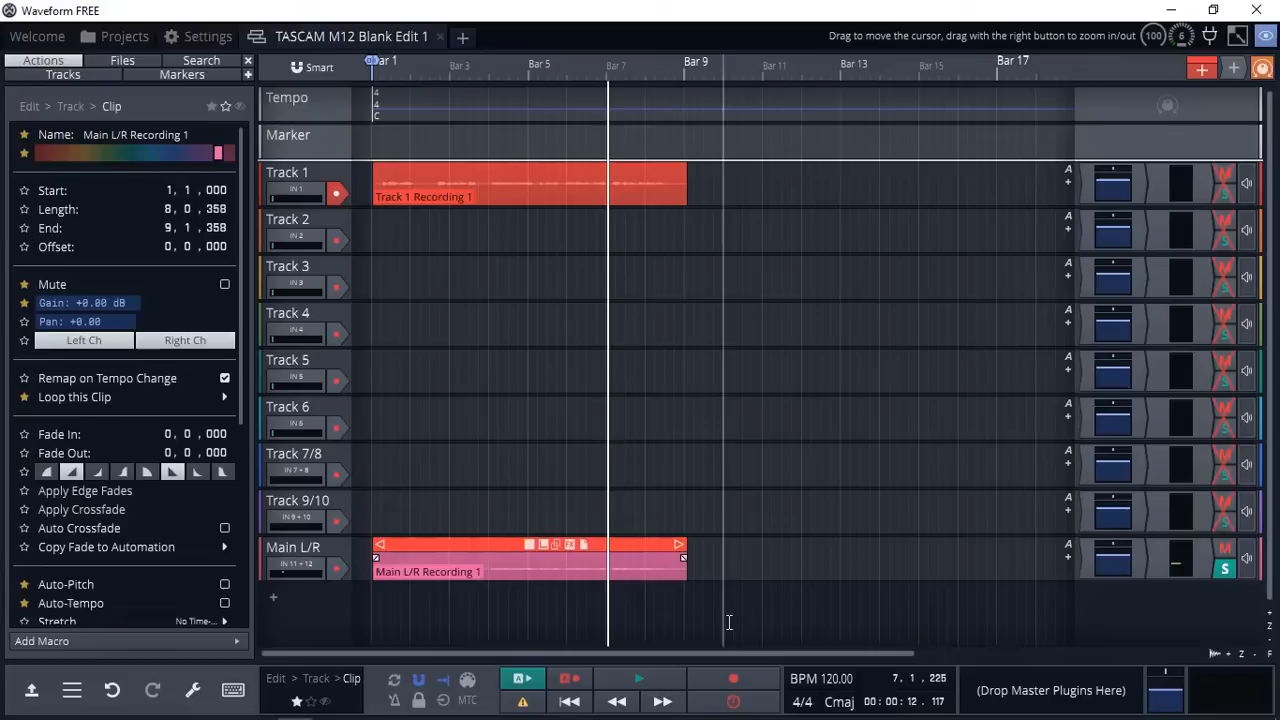 Waveform FREE
Welcome Projects Settings TASCAM M12 Blank Edit 1
Drag to move the cursor, drag with the right button to zoom in/out 100 6
Actions Files Search
Tracks Markers
Smart
Bar 1 Bar 3 Bar 5 Bar 7 Bar 9 Bar 11 Bar 13 Bar 15 Bar 17
Edit > Track > Clip
Name: Main L/R Recording 1
Start: 1, 1, 000
Length: 8, 0, 358
End: 9, 1, 358
Offset: 0, 0, 000
Mute
Gain: +0.00 dB
Pan: +0.00
Left Ch Right Ch
Remap on Tempo Change
Loop this Clip
Fade In: 0, 0, 000
Fade Out: 0, 0, 000
Apply Edge Fades
Apply Crossfade
Auto Crossfade
Copy Fade to Automation
Auto-Pitch
Auto-Tempo
Stretch No Time-...
Add Macro
Tempo 4 4 C
Marker
Track 1 IN 1 Track 1 Recording 1 A M S
Track 2 IN 2 A M S
Track 3 IN 3 A M S
Track 4 IN 4 A M S
Track 5 IN 5 A M S
Track 6 IN 6 A M S
Track 7/8 IN 7 + 8 A M S
Track 9/10 IN 9 + 10 A M S
Main L/R IN 11 + 12 FX Main L/R Recording 1 A M S
Z
Z F
Edit > Track > Clip
MTC
A A
BPM 120.00 7, 1, 225
4/4 Cmaj 00:00:12.117
(Drop Master Plugins Here)